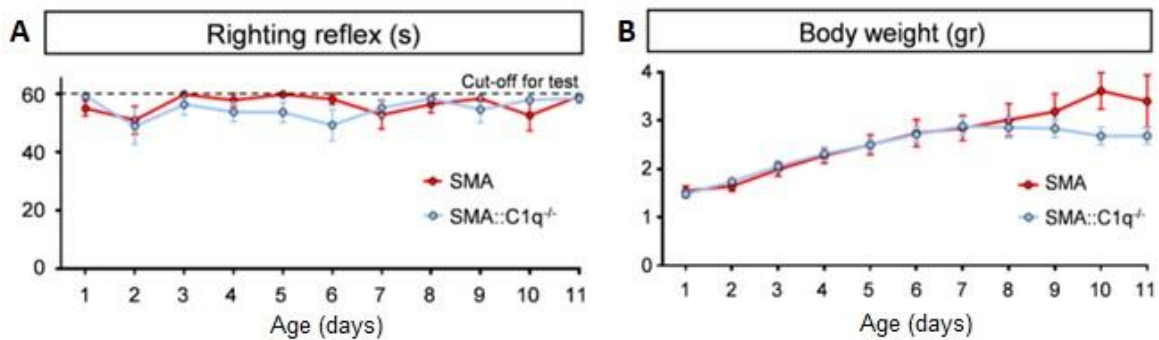 A
Righting reflex (s)
Cut-off for test
60
40
20
0
SMA
SMA::C1q-/-
1 2 3 4 5 6 7 8 9 10 11
Age (days)
B
Body weight (gr)
4
3
2
1
0
SMA
SMA::C1q-/-
1 2 3 4 5 6 7 8 9 10 11
Age (days)